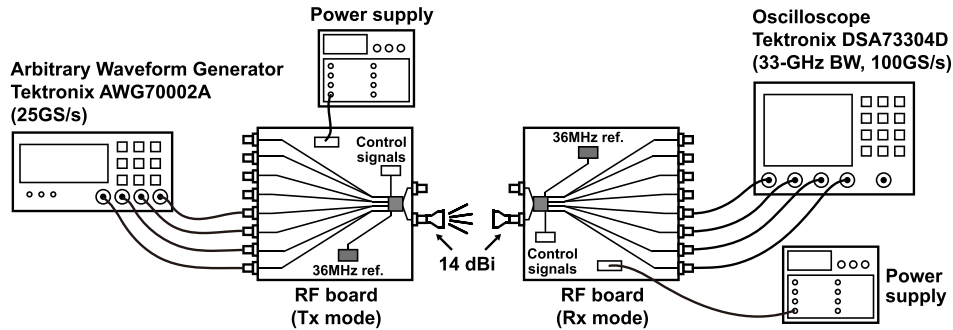 Power supply
Oscilloscope
Tektronix DSA73304D
(33-GHz BW, 100GS/s)
Arbitrary Waveform Generator
Tektronix AWG70002A
(25GS/s)
Control
signals
36MHz ref.
36MHz ref.
14 dBi
Control
signals
RF board
(Tx mode)
RF board
(Rx mode)
Power
supply